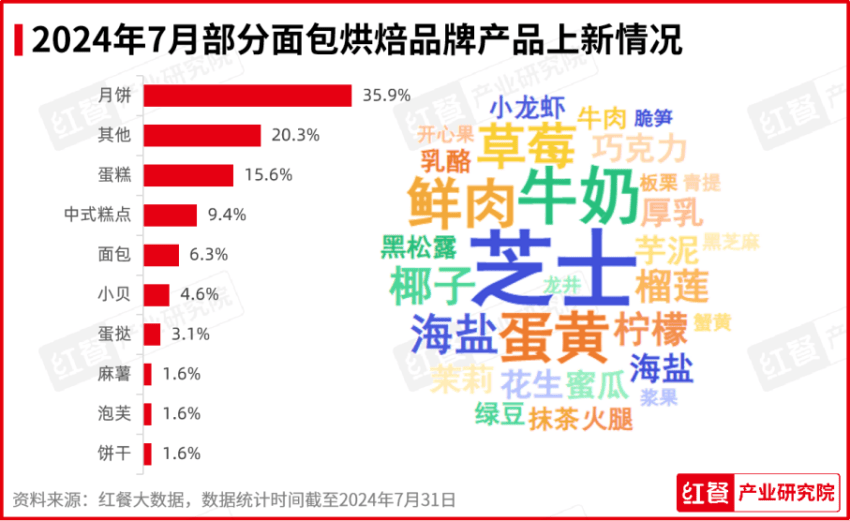 2024年7月部分面包烘焙品牌产品上新情况
月饼 35.9%
其他 20.3%
蛋糕 15.6%
中式糕点 9.4%
面包 6.3%
小贝 4.6%
蛋挞 3.1%
麻薯 1.6%
泡芙 1.6%
饼干 1.6%
小龙虾 牛肉 脆笋
开心果 草莓 巧克力
乳酪
鲜肉 牛奶 板栗 青提
厚乳
黑松露 芝士 芋泥 黑芝麻
椰子 龙井 榴莲
海盐 蛋黄 柠檬 蟹黄
茉莉 花生 蜜瓜 海盐
浆果
绿豆 抹茶 火腿
资料来源：红餐大数据，数据统计时间截至2024年7月31日
红餐 产业研究院